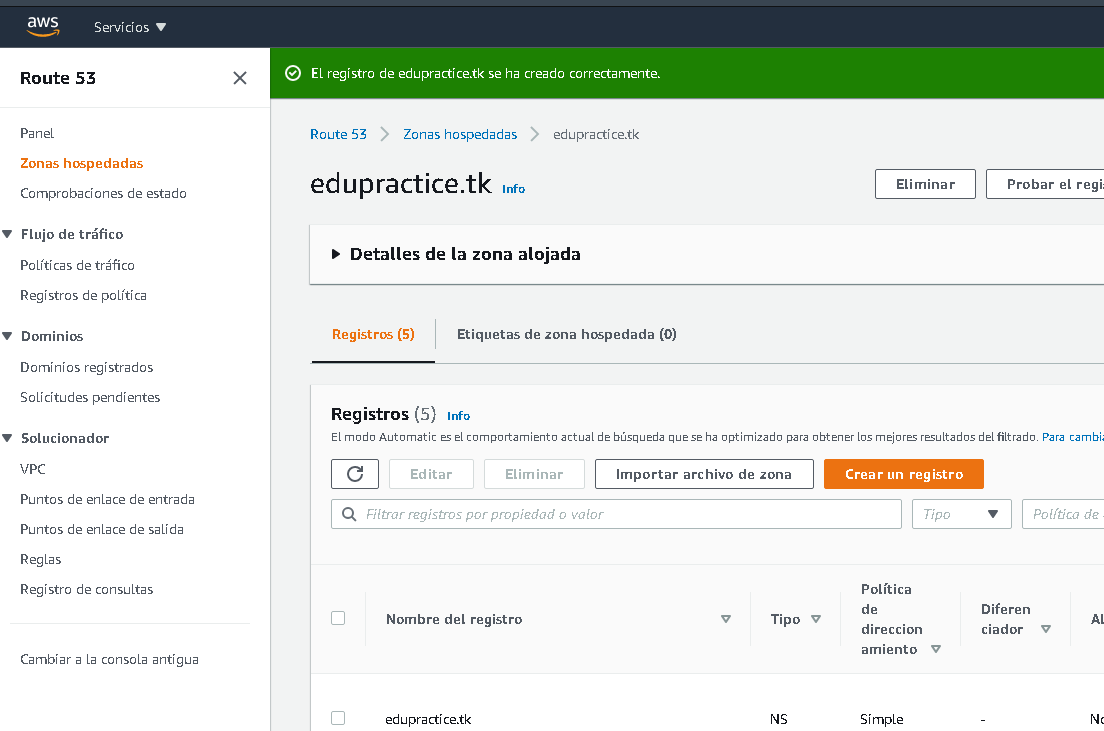 aws Servicios
Route 53
El registro de edupractice.tk se ha creado correctamente.
Panel
Zonas hospedadas
Comprobaciones de estado
Flujo de tráfico
Políticas de tráfico
Registros de política
Dominios
Dominios registrados
Solicitudes pendientes
Solucionador
VPC
Puntos de enlace de entrada
Puntos de enlace de salida
Reglas
Registro de consultas
Cambiar a la consola antigua
Route 53 Zonas hospedadas edupractice.tk
edupractice.tk Info
Eliminar Probar el regi
Detalles de la zona alojada
Registros (5) Etiquetas de zona hospedada (0)
Registros (5) Info
El modo Automatic es el comportamiento actual de búsqueda que se ha optimizado para obtener los mejores resultados del filtrado. Para cambia
Editar Eliminar Importar archivo de zona Crear un registro
Filtrar registros por propiedad o valor Tipo Política de
Nombre del registro
Tipo
Política
de
direccion
amiento
Diferen
ciador
Al
edupractice.tk NS Simple - No